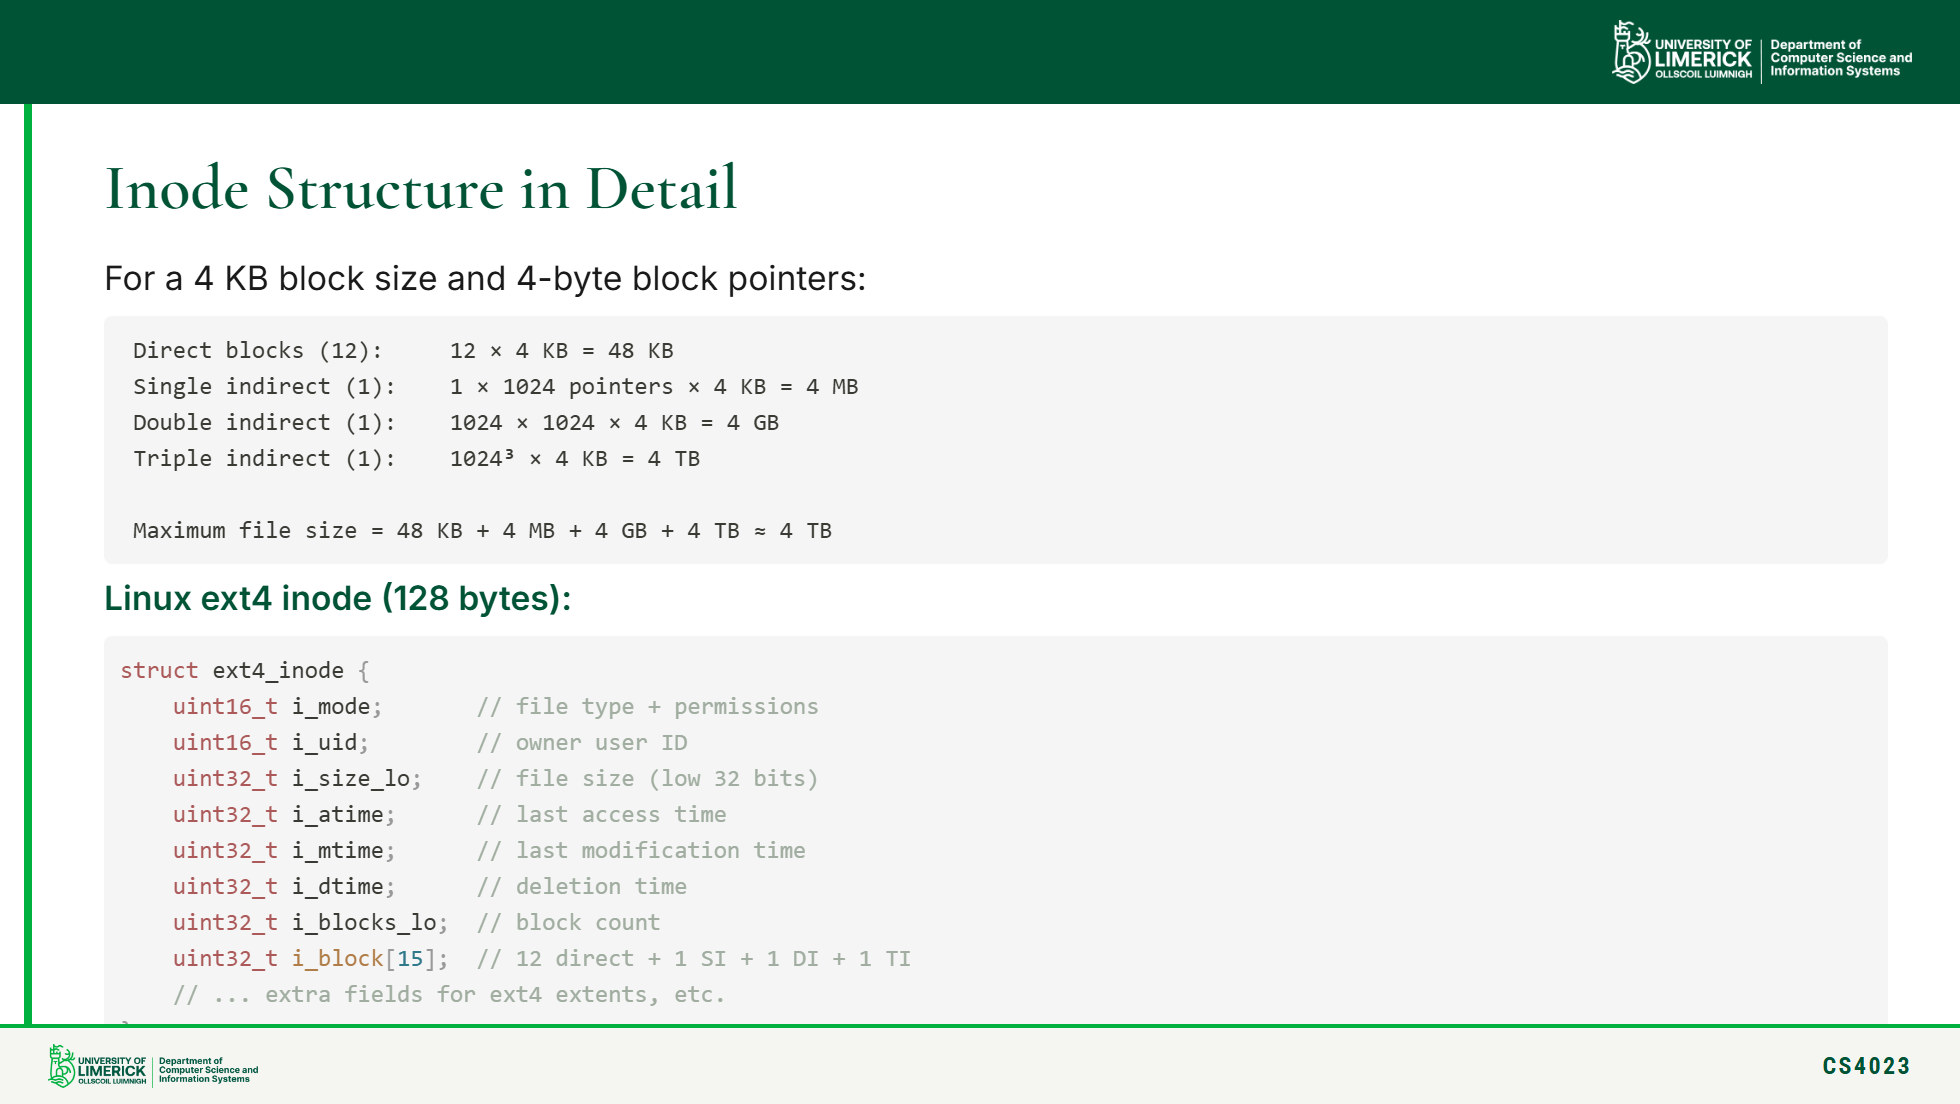 UNIVERSITY OF
LIMERICK
OLLSCOIL LUIMNIGH
Department of
Computer Science and
Information Systems
Inode Structure in Detail
For a 4 KB block size and 4-byte block pointers:
Direct blocks (12):     12 × 4 KB = 48 KB
Single indirect (1):    1 × 1024 pointers × 4 KB = 4 MB
Double indirect (1):    1024 × 1024 × 4 KB = 4 GB
Triple indirect (1):    1024³ × 4 KB = 4 TB
Maximum file size = 48 KB + 4 MB + 4 GB + 4 TB ≈ 4 TB
Linux ext4 inode (128 bytes):
struct ext4_inode {
    uint16_t i_mode;       // file type + permissions
    uint16_t i_uid;        // owner user ID
    uint32_t i_size_lo;    // file size (low 32 bits)
    uint32_t i_atime;      // last access time
    uint32_t i_mtime;      // last modification time
    uint32_t i_dtime;      // deletion time
    uint32_t i_blocks_lo;  // block count
    uint32_t i_block[15];  // 12 direct + 1 SI + 1 DI + 1 TI
    // ... extra fields for ext4 extents, etc.
UNIVERSITY OF
LIMERICK
OLLSCOIL LUIMNIGH
Department of
Computer Science and
Information Systems
CS4023